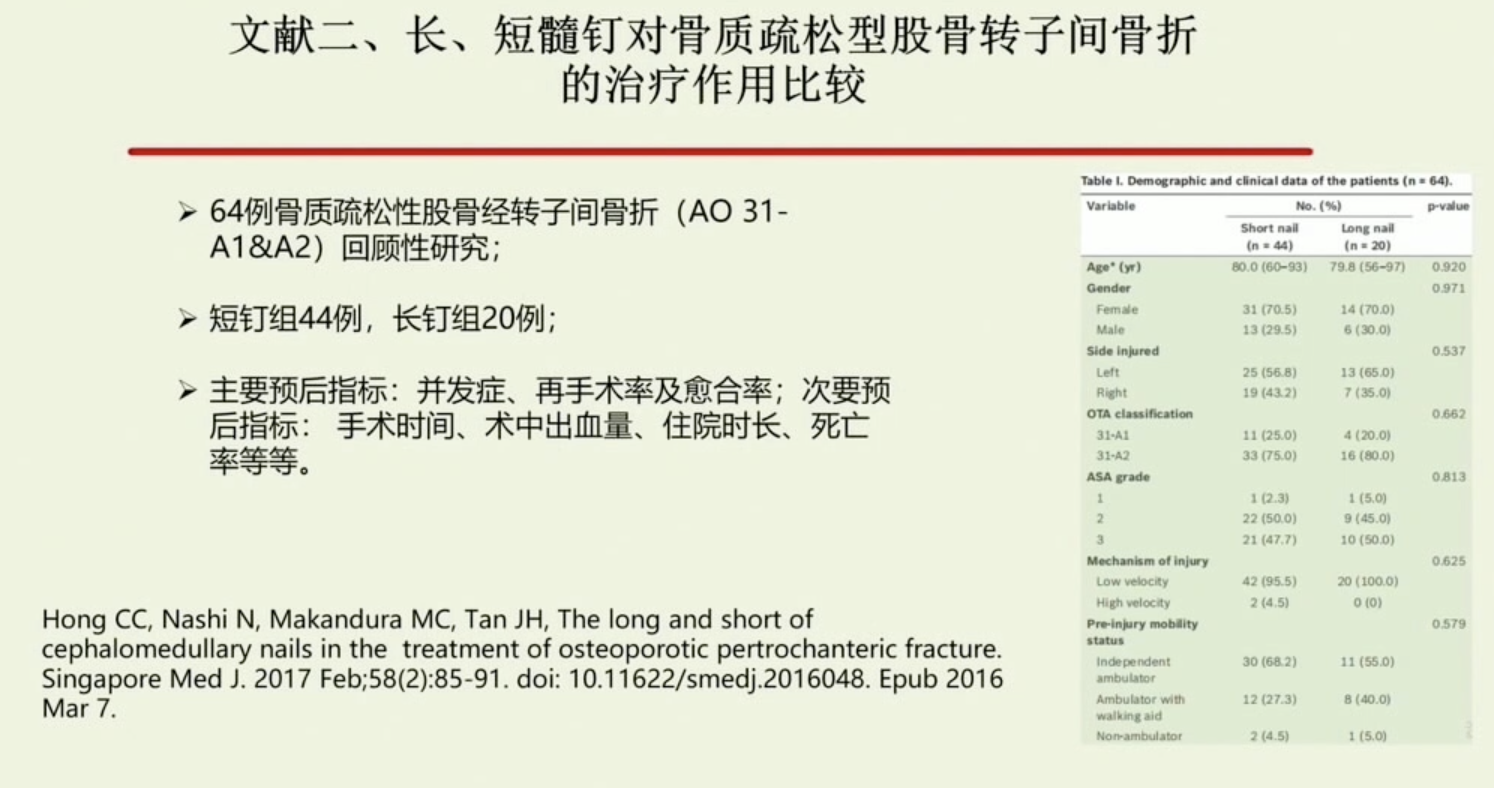 文献二、长、短髓钉对骨质疏松型股骨转子间骨折
的治疗作用比较
➢ 64例骨质疏松性股骨经转子间骨折（AO 31-
A1&A2）回顾性研究；
➢ 短钉组44例，长钉组20例；
➢ 主要预后指标：并发症、再手术率及愈合率；次要预
后指标： 手术时间、术中出血量、住院时长、死亡
率等等。
Hong CC, Nashi N, Makandura MC, Tan JH, The long and short of
cephalomedullary nails in the treatment of osteoporotic pertrochanteric fracture.
Singapore Med J. 2017 Feb;58(2):85-91. doi: 10.11622/smedj.2016048. Epub 2016
Mar 7.
Table I. Demographic and clinical data of the patients (n = 64).
Variable No. (%) p-value
Short nail Long nail
(n = 44) (n = 20)
Age* (yr) 80.0 (60–93) 79.8 (56–97) 0.920
Gender 0.971
Female 31 (70.5) 14 (70.0)
Male 13 (29.5) 6 (30.0)
Side injured 0.537
Left 25 (56.8) 13 (65.0)
Right 19 (43.2) 7 (35.0)
OTA classification 0.662
31-A1 11 (25.0) 4 (20.0)
31-A2 33 (75.0) 16 (80.0)
ASA grade 0.813
1 1 (2.3) 1 (5.0)
2 22 (50.0) 9 (45.0)
3 21 (47.7) 10 (50.0)
Mechanism of injury 0.625
Low velocity 42 (95.5) 20 (100.0)
High velocity 2 (4.5) 0 (0)
Pre-injury mobility 0.579
status
Independent 30 (68.2) 11 (55.0)
ambulator
Ambulator with 12 (27.3) 8 (40.0)
walking aid
Non-ambulator 2 (4.5) 1 (5.0)